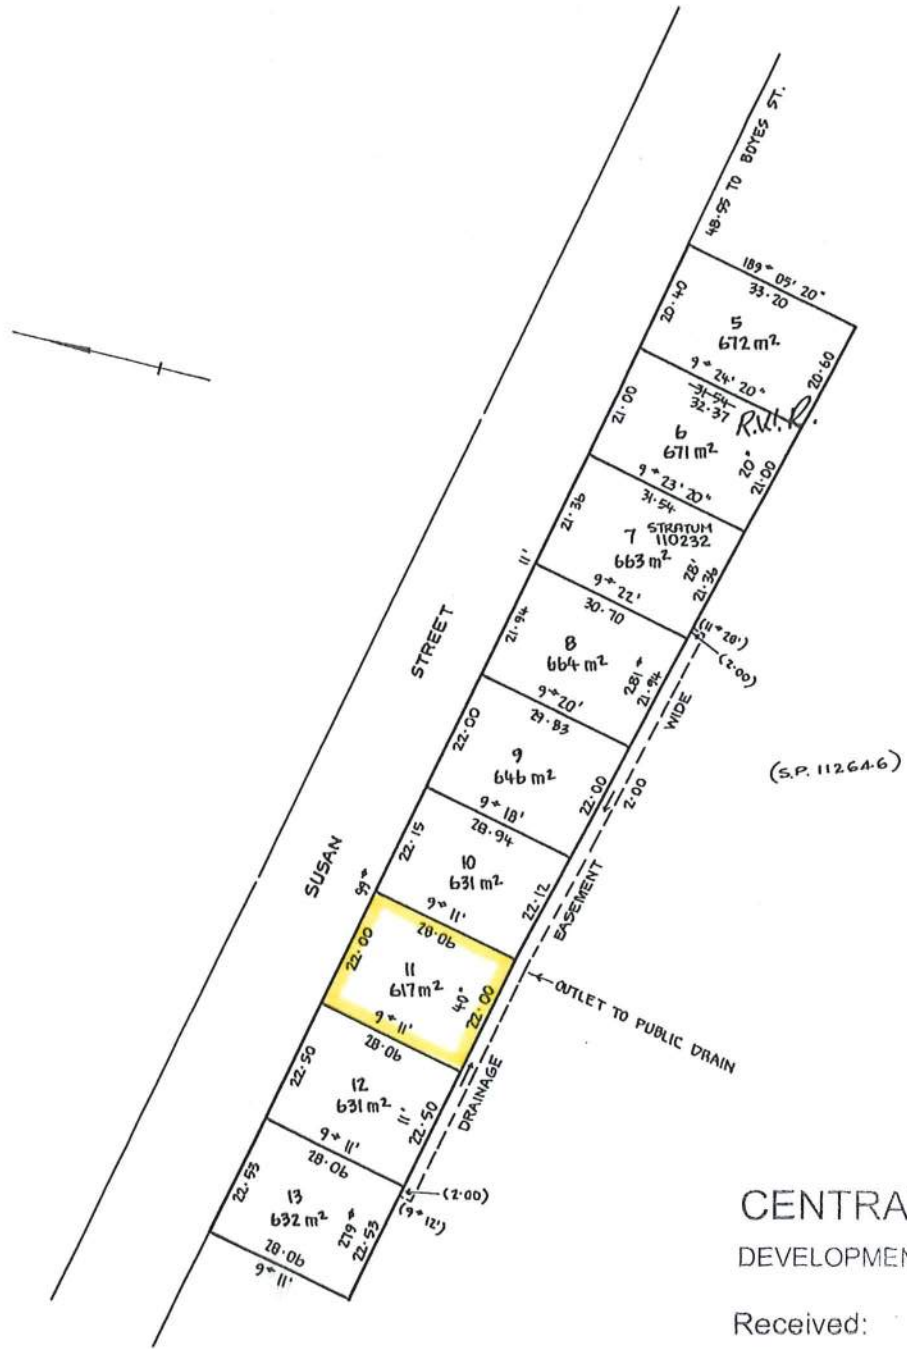 48·55 TO BOYES ST.
189° 05' 20"
33·20
20·40
5
672 m²
20·60
9° 24' 20"
31·54
32·37
R.W.R.
21·00
6
671 m²
20"
21·00
9° 23' 20"
31·54
21·36
7 STRATUM
110232
663 m²
28'
21·36
11'
9° 22'
30·70
(11° 28')
(2·00)
21·94
8
664 m²
281°
21·94
9° 20'
29·83
WIDE
2·00
STREET
22·00
9
646 m²
22·00
(S.P. 11264·6)
9° 18'
28·94
22·15
10
631 m²
22·12
EASEMENT
SUSAN
99°
9° 11'
28·06
22·00
11
617 m²
40"
22·00
OUTLET TO PUBLIC DRAIN
9° 11'
28·06
22·50
12
631 m²
11'
22·50
DRAINAGE
9° 11'
28·06
22·53
13
632 m²
279°
22·53
(2·00)
(9° 12')
28·06
9° 11'
CENTRA
DEVELOPMEN
Received: